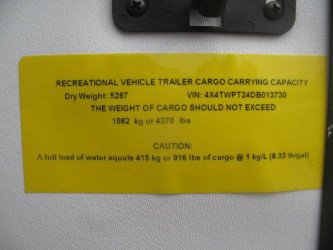 RECREATIONAL VEHICLE TRAILER CARGO CARRYING CAPACITY
Dry Weight: 5297 VIN: 4X4TWPT24DB013730
THE WEIGHT OF CARGO SHOULD NOT EXCEED
1982 kg or 4370 lbs
CAUTION:
A full load of water equals 415 kg or 916 lbs of cargo @ 1 kg/L (8.33 lb/gal)